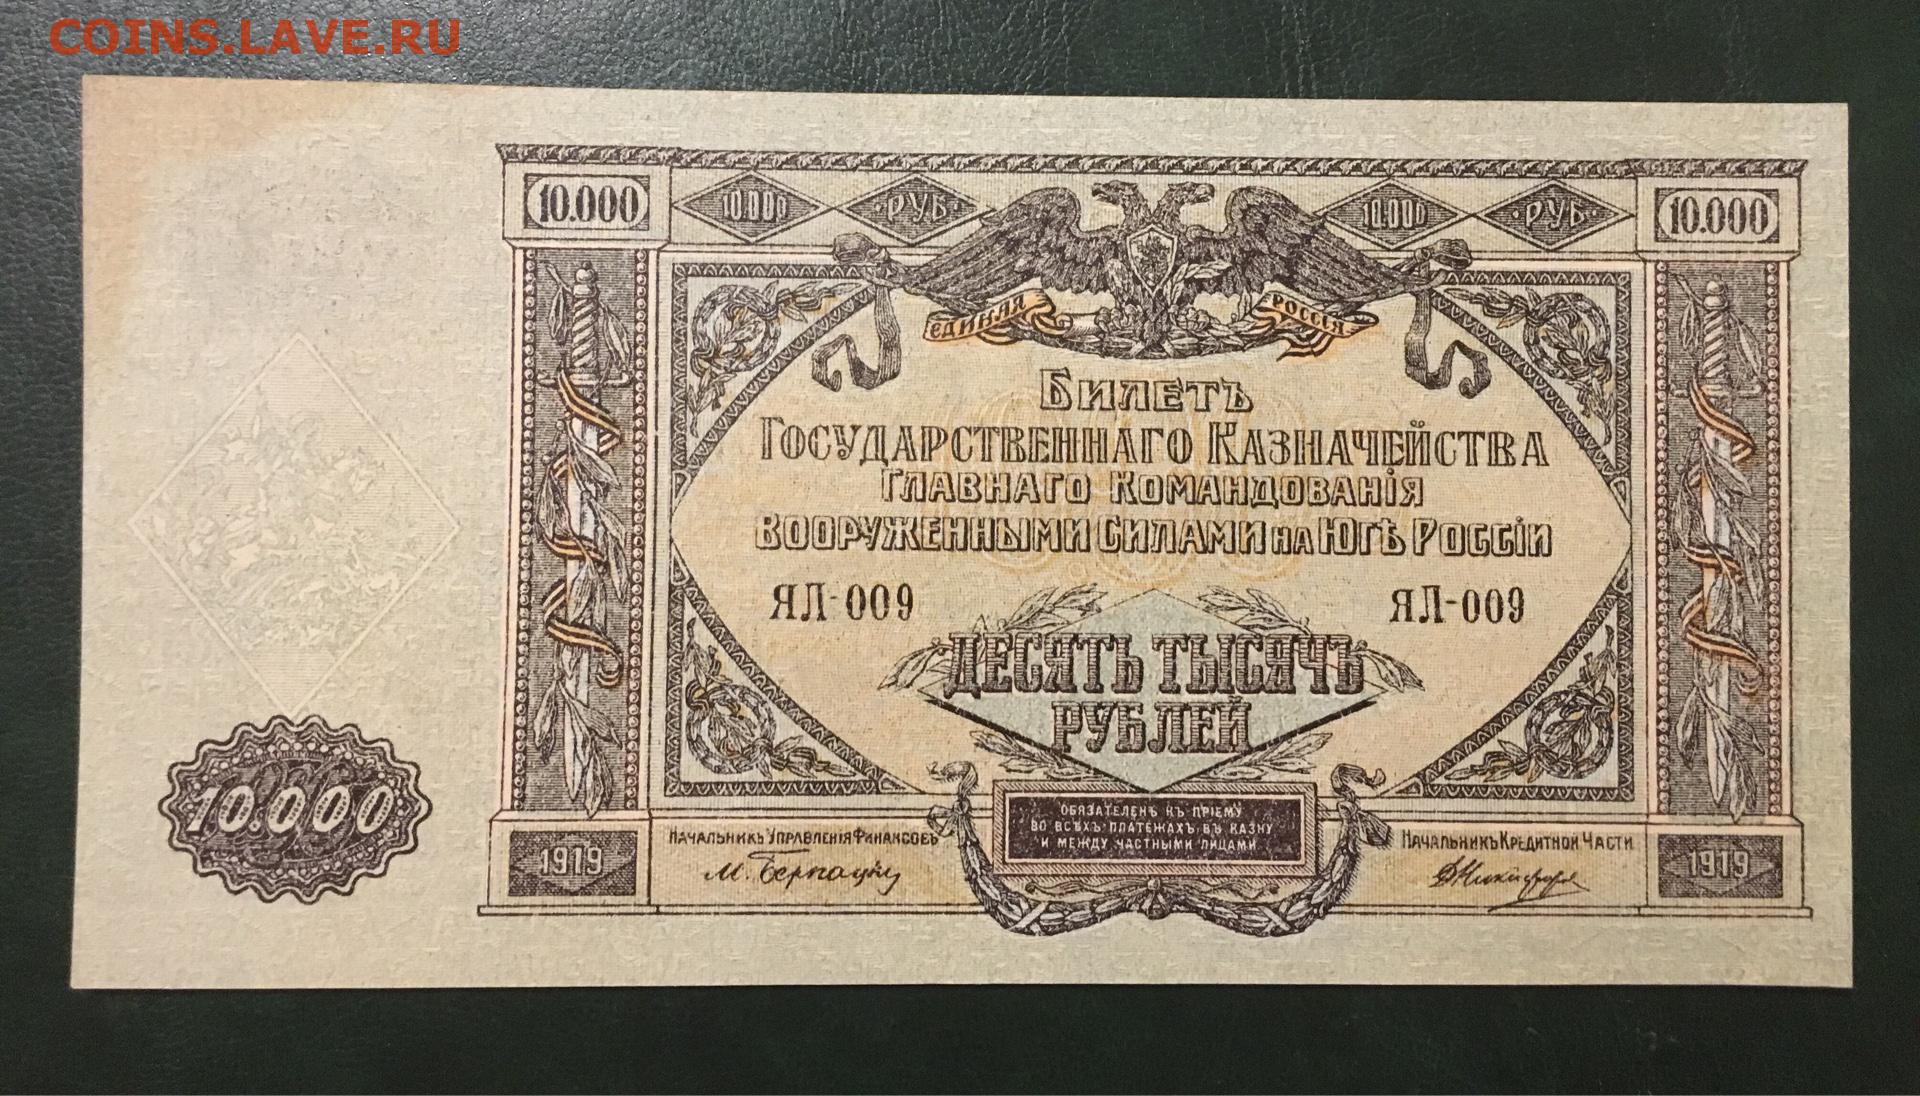 COINS.LAVE.RU
10.000 10.000 ·РУБ· 10.000 ·РУБ· 10.000
ЕДИНАЯ РОССІЯ
БИЛЕТЪ
ГОСУДАРСТВЕННАГО КАЗНАЧЕЙСТВА
ГЛАВНАГО КОМАНДОВАНІЯ
ВООРУЖЕННЫМИ СИЛАМИ НА ЮГѢ РОССІИ
ЯЛ-009 ЯЛ-009
ДЕСЯТЬ ТЫСЯЧЪ
РУБЛЕЙ
10.000
ОБЯЗАТЕЛЕНЪ КЪ ПРІЕМУ
ВО ВСѢХЪ ПЛАТЕЖАХЪ ВЪ КАЗНУ
И МЕЖДУ ЧАСТНЫМИ ЛИЦАМИ
НАЧАЛЬНИКЪ УПРАВЛЕНІЯ ФИНАНСОВЪ
НАЧАЛЬНИКЪ КРЕДИТНОЙ ЧАСТИ
1919 1919